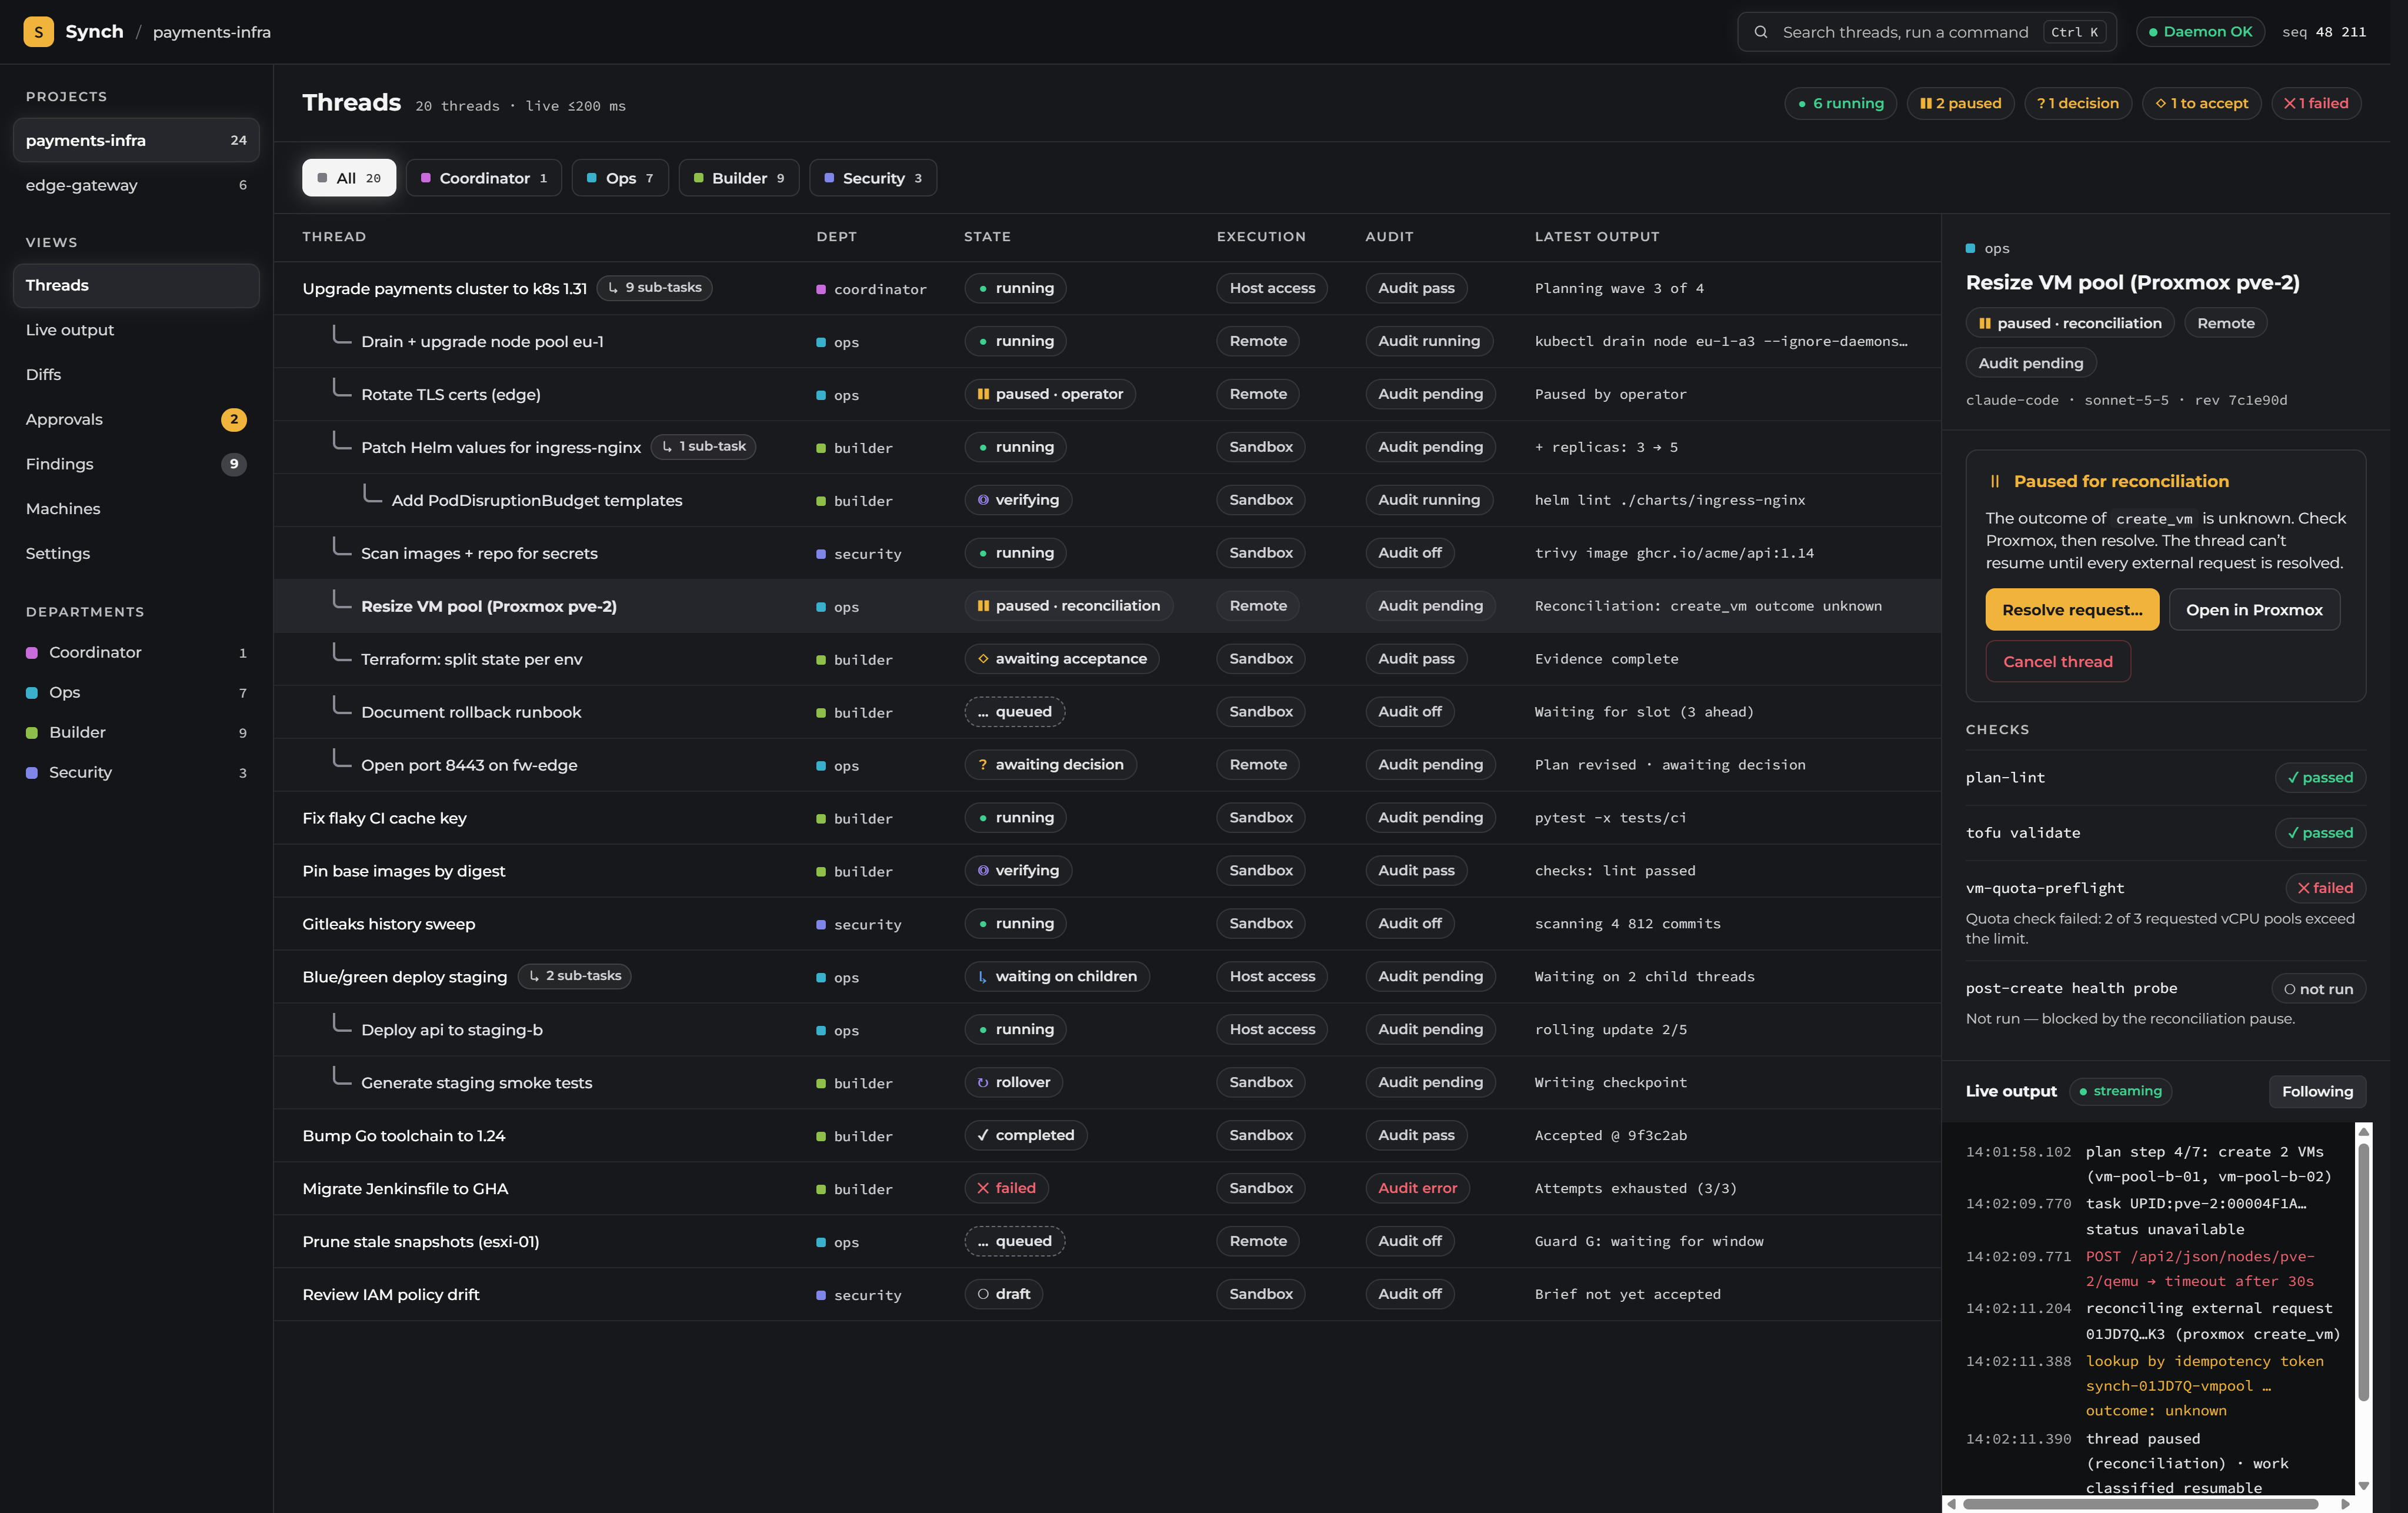 S Synch / payments-infra
Search threads, run a command Ctrl K
Daemon OK
seq 48 211
PROJECTS
payments-infra 24
edge-gateway 6
VIEWS
Threads
Live output
Diffs
Approvals 2
Findings 9
Machines
Settings
DEPARTMENTS
Coordinator 1
Ops 7
Builder 9
Security 3
Threads 20 threads · live ≤200 ms
6 running
2 paused
? 1 decision
◇ 1 to accept
✕ 1 failed
All 20
Coordinator 1
Ops 7
Builder 9
Security 3
THREAD DEPT STATE EXECUTION AUDIT LATEST OUTPUT
Upgrade payments cluster to k8s 1.31 ↳ 9 sub-tasks coordinator running Host access Audit pass Planning wave 3 of 4
Drain + upgrade node pool eu-1 ops running Remote Audit running kubectl drain node eu-1-a3 --ignore-daemons…
Rotate TLS certs (edge) ops paused · operator Remote Audit pending Paused by operator
Patch Helm values for ingress-nginx ↳ 1 sub-task builder running Sandbox Audit pending + replicas: 3 → 5
Add PodDisruptionBudget templates builder verifying Sandbox Audit running helm lint ./charts/ingress-nginx
Scan images + repo for secrets security running Sandbox Audit off trivy image ghcr.io/acme/api:1.14
Resize VM pool (Proxmox pve-2) ops paused · reconciliation Remote Audit pending Reconciliation: create_vm outcome unknown
Terraform: split state per env builder ◇ awaiting acceptance Sandbox Audit pass Evidence complete
Document rollback runbook builder … queued Sandbox Audit off Waiting for slot (3 ahead)
Open port 8443 on fw-edge ops ? awaiting decision Remote Audit pending Plan revised · awaiting decision
Fix flaky CI cache key builder running Sandbox Audit pending pytest -x tests/ci
Pin base images by digest builder verifying Sandbox Audit pass checks: lint passed
Gitleaks history sweep security running Sandbox Audit off scanning 4 812 commits
Blue/green deploy staging ↳ 2 sub-tasks ops waiting on children Host access Audit pending Waiting on 2 child threads
Deploy api to staging-b ops running Host access Audit pending rolling update 2/5
Generate staging smoke tests builder ↻ rollover Sandbox Audit pending Writing checkpoint
Bump Go toolchain to 1.24 builder ✓ completed Sandbox Audit pass Accepted @ 9f3c2ab
Migrate Jenkinsfile to GHA builder ✕ failed Sandbox Audit error Attempts exhausted (3/3)
Prune stale snapshots (esxi-01) ops … queued Remote Audit off Guard G: waiting for window
Review IAM policy drift security draft Sandbox Audit off Brief not yet accepted
ops
Resize VM pool (Proxmox pve-2)
paused · reconciliation Remote
Audit pending
claude-code · sonnet-5-5 · rev 7c1e90d
Paused for reconciliation
The outcome of create_vm is unknown. Check
Proxmox, then resolve. The thread can’t
resume until every external request is resolved.
Resolve request… Open in Proxmox
Cancel thread
CHECKS
plan-lint ✓ passed
tofu validate ✓ passed
vm-quota-preflight ✕ failed
Quota check failed: 2 of 3 requested vCPU pools exceed
the limit.
post-create health probe not run
Not run — blocked by the reconciliation pause.
Live output streaming Following
14:01:58.102 plan step 4/7: create 2 VMs
(vm-pool-b-01, vm-pool-b-02)
14:02:09.770 task UPID:pve-2:00004F1A…
status unavailable
14:02:09.771 POST /api2/json/nodes/pve-
2/qemu → timeout after 30s
14:02:11.204 reconciling external request
01JD7Q…K3 (proxmox create_vm)
14:02:11.388 lookup by idempotency token
synch-01JD7Q-vmpool …
outcome: unknown
14:02:11.390 thread paused
(reconciliation) · work
classified resumable